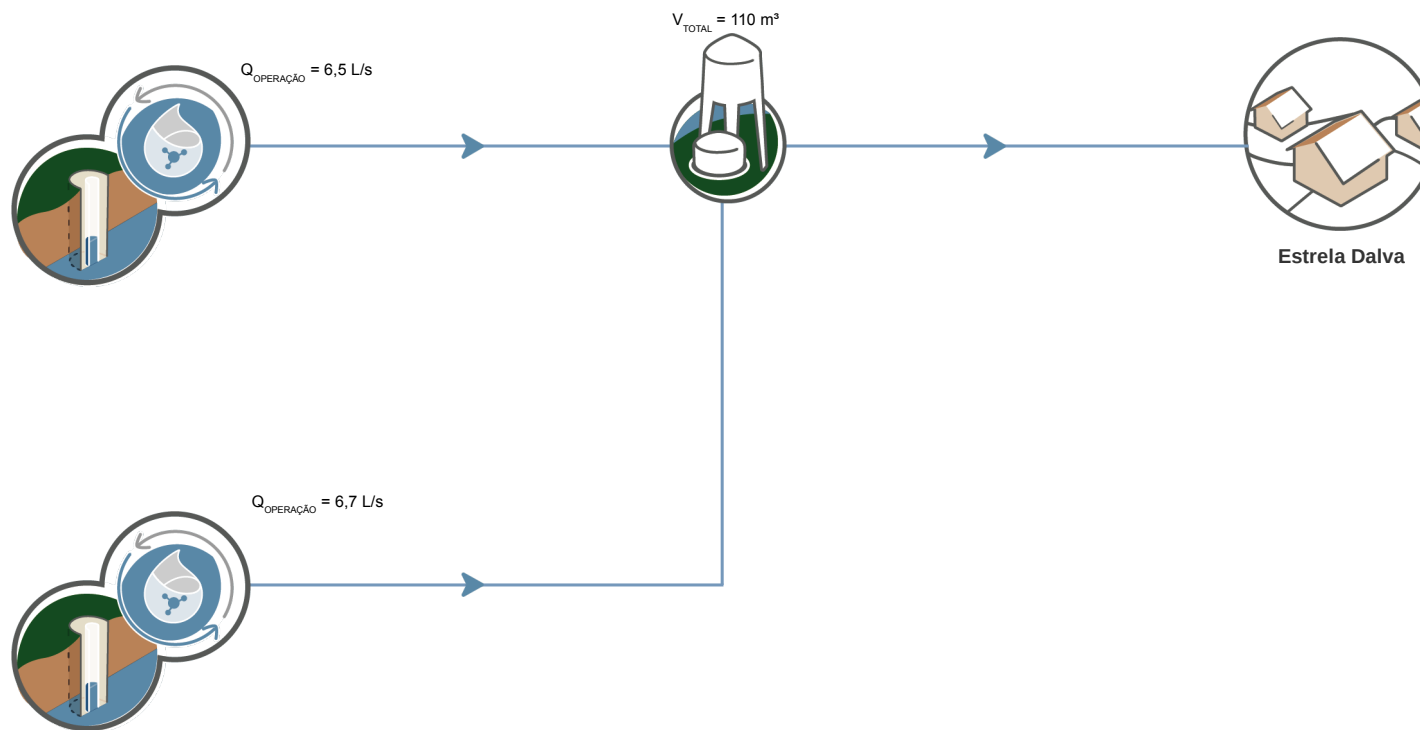 V_TOTAL = 110 m³
Q_OPERAÇÃO = 6,5 L/s
Estrela Dalva
Q_OPERAÇÃO = 6,7 L/s